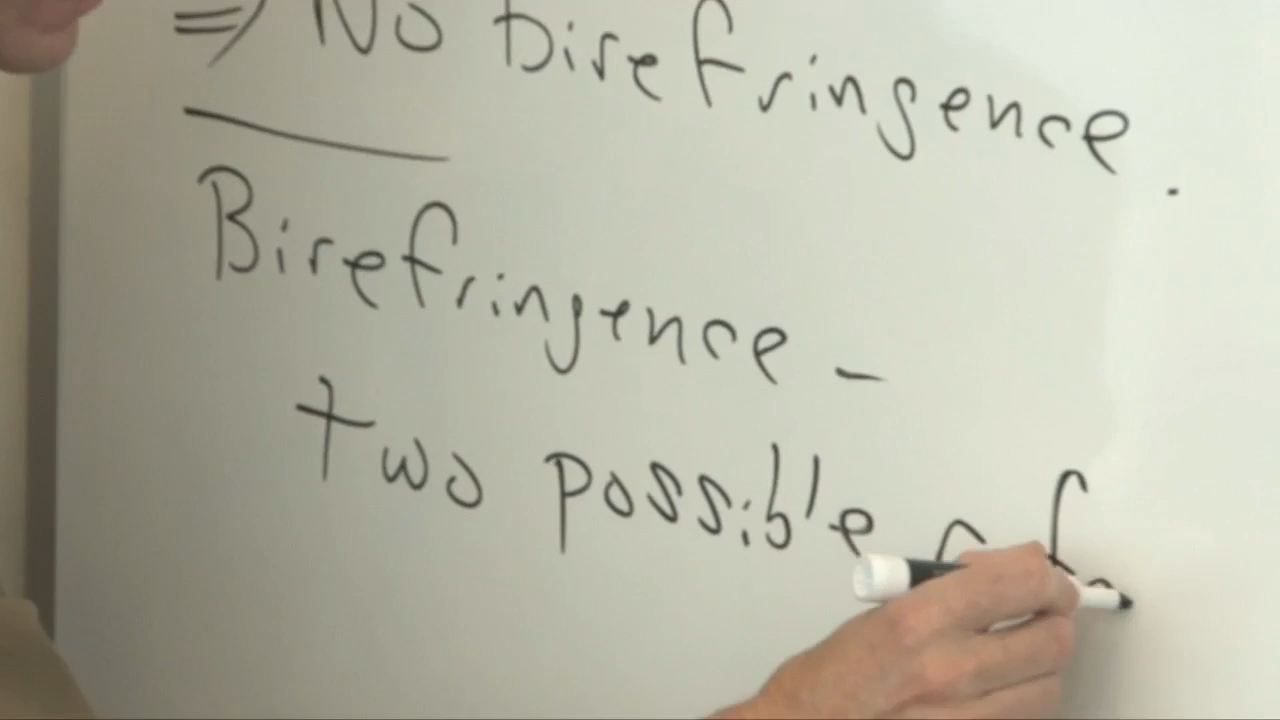 ⇒ No birefringence.
Birefringence –
two possible